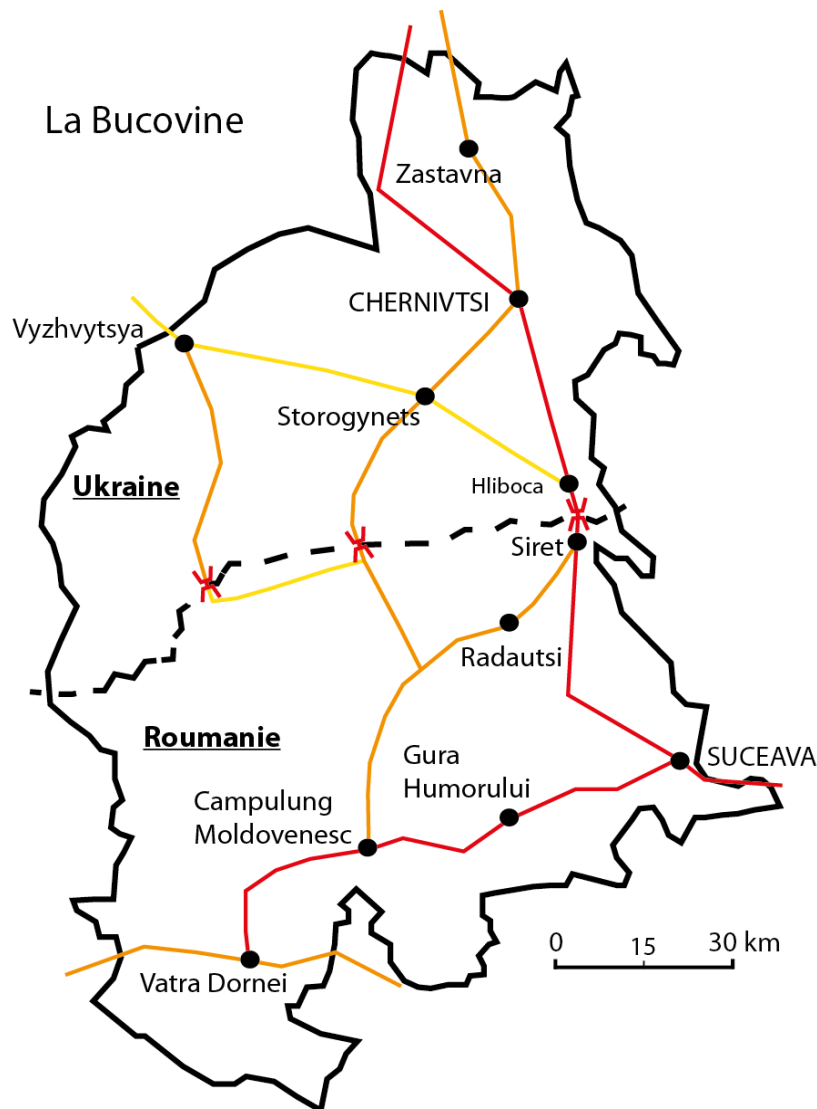 La Bucovine
Zastavna
CHERNIVTSI
Vyzhvytsya
Storogynets
Ukraine
Hliboca
Siret
Radautsi
Roumanie
Gura
Humorului
SUCEAVA
Campulung
Moldovenesc
0 15 30 km
Vatra Dornei